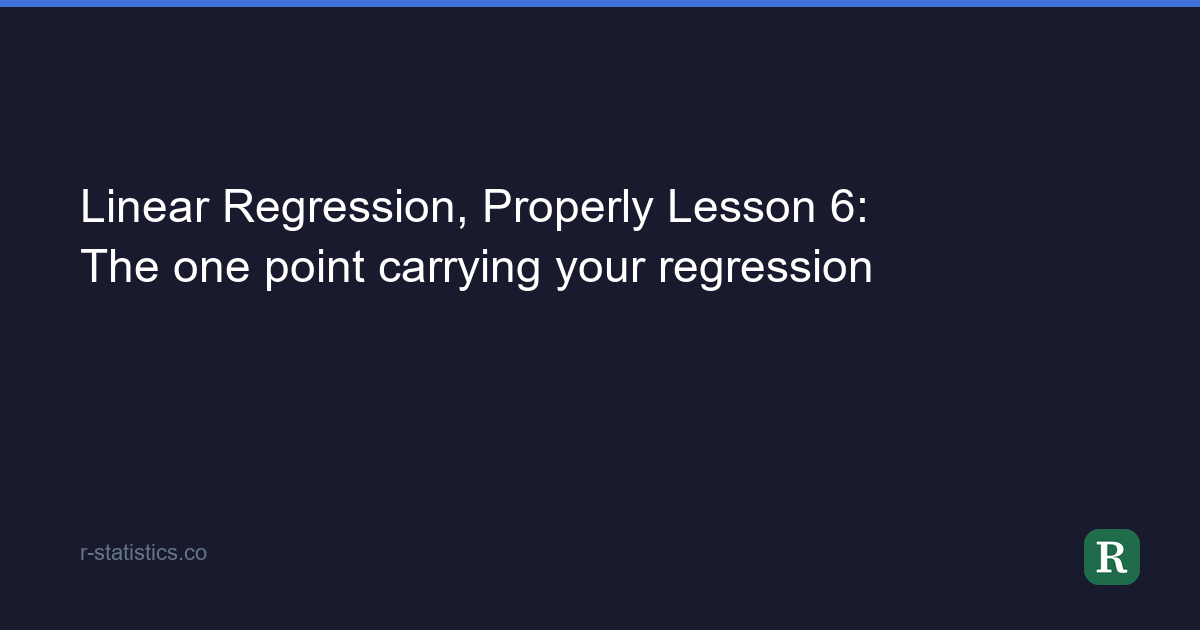 Linear Regression, Properly Lesson 6:
The one point carrying your regression
r-statistics.co
R